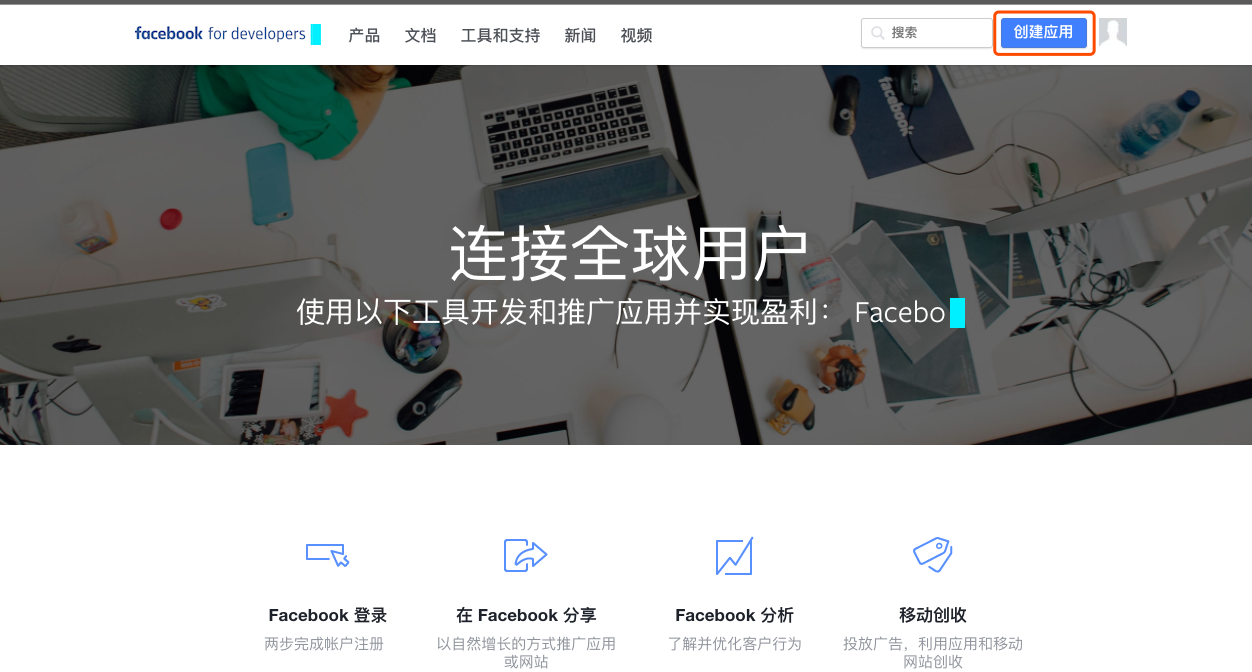 facebook for developers 产品 文档 工具和支持 新闻 视频 搜索 创建应用
facebook
连接全球用户
使用以下工具开发和推广应用并实现盈利： Facebo
Facebook 登录
两步完成帐户注册
在 Facebook 分享
以自然增长的方式推广应用
或网站
Facebook 分析
了解并优化客户行为
移动创收
投放广告，利用应用和移动
网站创收